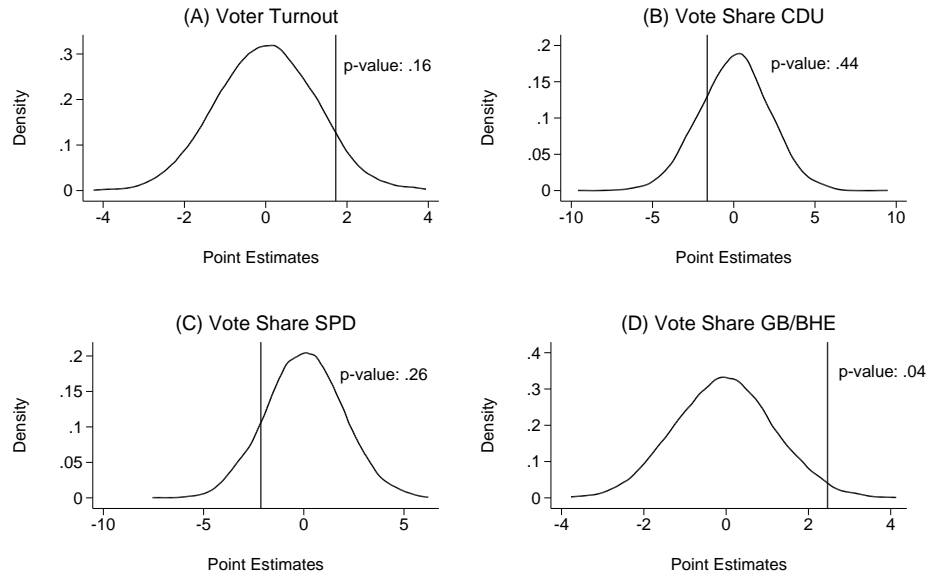 (A) Voter Turnout
Density
.3
.2
.1
0
p-value: .16
-4 -2 0 2 4
Point Estimates
(B) Vote Share CDU
Density
.2
.15
.1
.05
0
p-value: .44
-10 -5 0 5 10
Point Estimates
(C) Vote Share SPD
Density
.2
.15
.1
.05
0
p-value: .26
-10 -5 0 5
Point Estimates
(D) Vote Share GB/BHE
Density
.4
.3
.2
.1
0
p-value: .04
-4 -2 0 2 4
Point Estimates